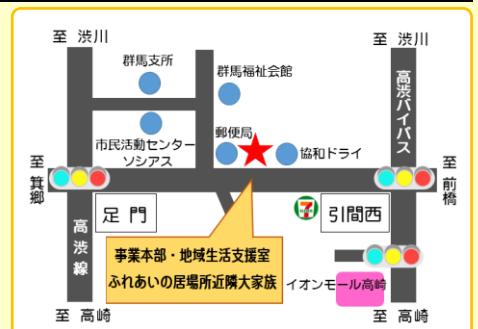 至 渋川
至 渋川
群馬支所
群馬福祉会館
高渋バイパス
郵便局
市民活動センター
ソシアス
協和ドライ
至 箕郷
至 前橋
足門
7
引間西
高渋線
事業本部・地域生活支援室
ふれあいの居場所近隣大家族
イオンモール高崎
至 高崎
至 高崎